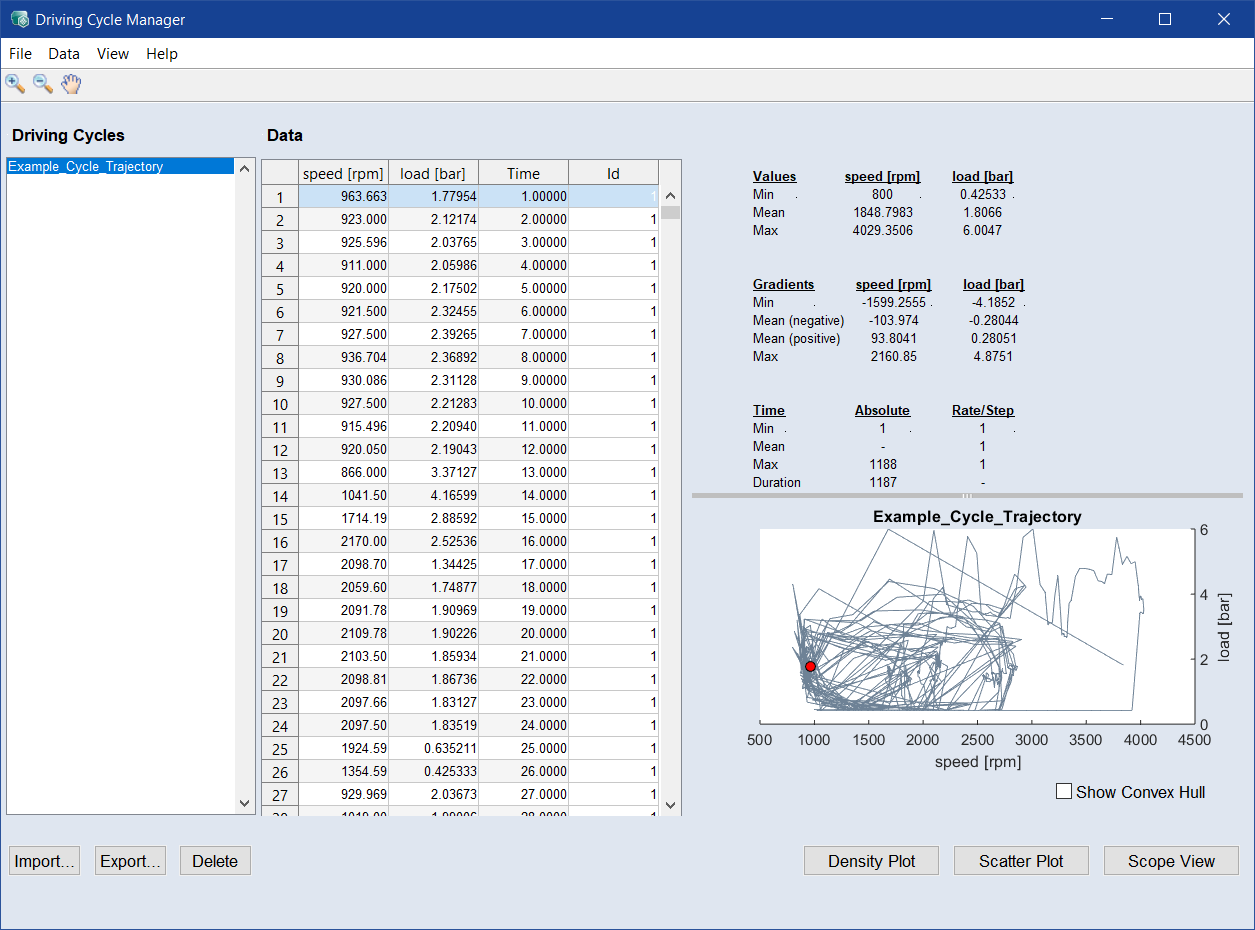 Driving Cycle Manager
File Data View Help
Driving Cycles
Example_Cycle_Trajectory
Data
speed [rpm] load [bar] Time Id
1 963.663 1.77954 1.00000 1
2 923.000 2.12174 2.00000 1
3 925.596 2.03765 3.00000 1
4 911.000 2.05986 4.00000 1
5 920.000 2.17502 5.00000 1
6 921.500 2.32455 6.00000 1
7 927.500 2.39265 7.00000 1
8 936.704 2.36892 8.00000 1
9 930.086 2.31128 9.00000 1
10 927.500 2.21283 10.0000 1
11 915.496 2.20940 11.0000 1
12 920.050 2.19043 12.0000 1
13 866.000 3.37127 13.0000 1
14 1041.50 4.16599 14.0000 1
15 1714.19 2.88592 15.0000 1
16 2170.00 2.52536 16.0000 1
17 2098.70 1.34425 17.0000 1
18 2059.60 1.74877 18.0000 1
19 2091.78 1.90969 19.0000 1
20 2109.78 1.90226 20.0000 1
21 2103.50 1.85934 21.0000 1
22 2098.81 1.86736 22.0000 1
23 2097.66 1.83127 23.0000 1
24 2097.50 1.83519 24.0000 1
25 1924.59 0.635211 25.0000 1
26 1354.59 0.425333 26.0000 1
27 929.969 2.03673 27.0000 1
Values speed [rpm] load [bar]
Min . 800 . 0.42533 .
Mean 1848.7983 1.8066
Max 4029.3506 6.0047
Gradients speed [rpm] load [bar]
Min . -1599.2555 . -4.1852 .
Mean (negative) -103.974 -0.28044
Mean (positive) 93.8041 0.28051
Max 2160.85 4.8751
Time Absolute Rate/Step
Min . 1 . 1 .
Mean - 1
Max 1188 1
Duration 1187 -
Example_Cycle_Trajectory
6
4
2
0
load [bar]
500 1000 1500 2000 2500 3000 3500 4000 4500
speed [rpm]
Show Convex Hull
Import... Export... Delete
Density Plot Scatter Plot Scope View